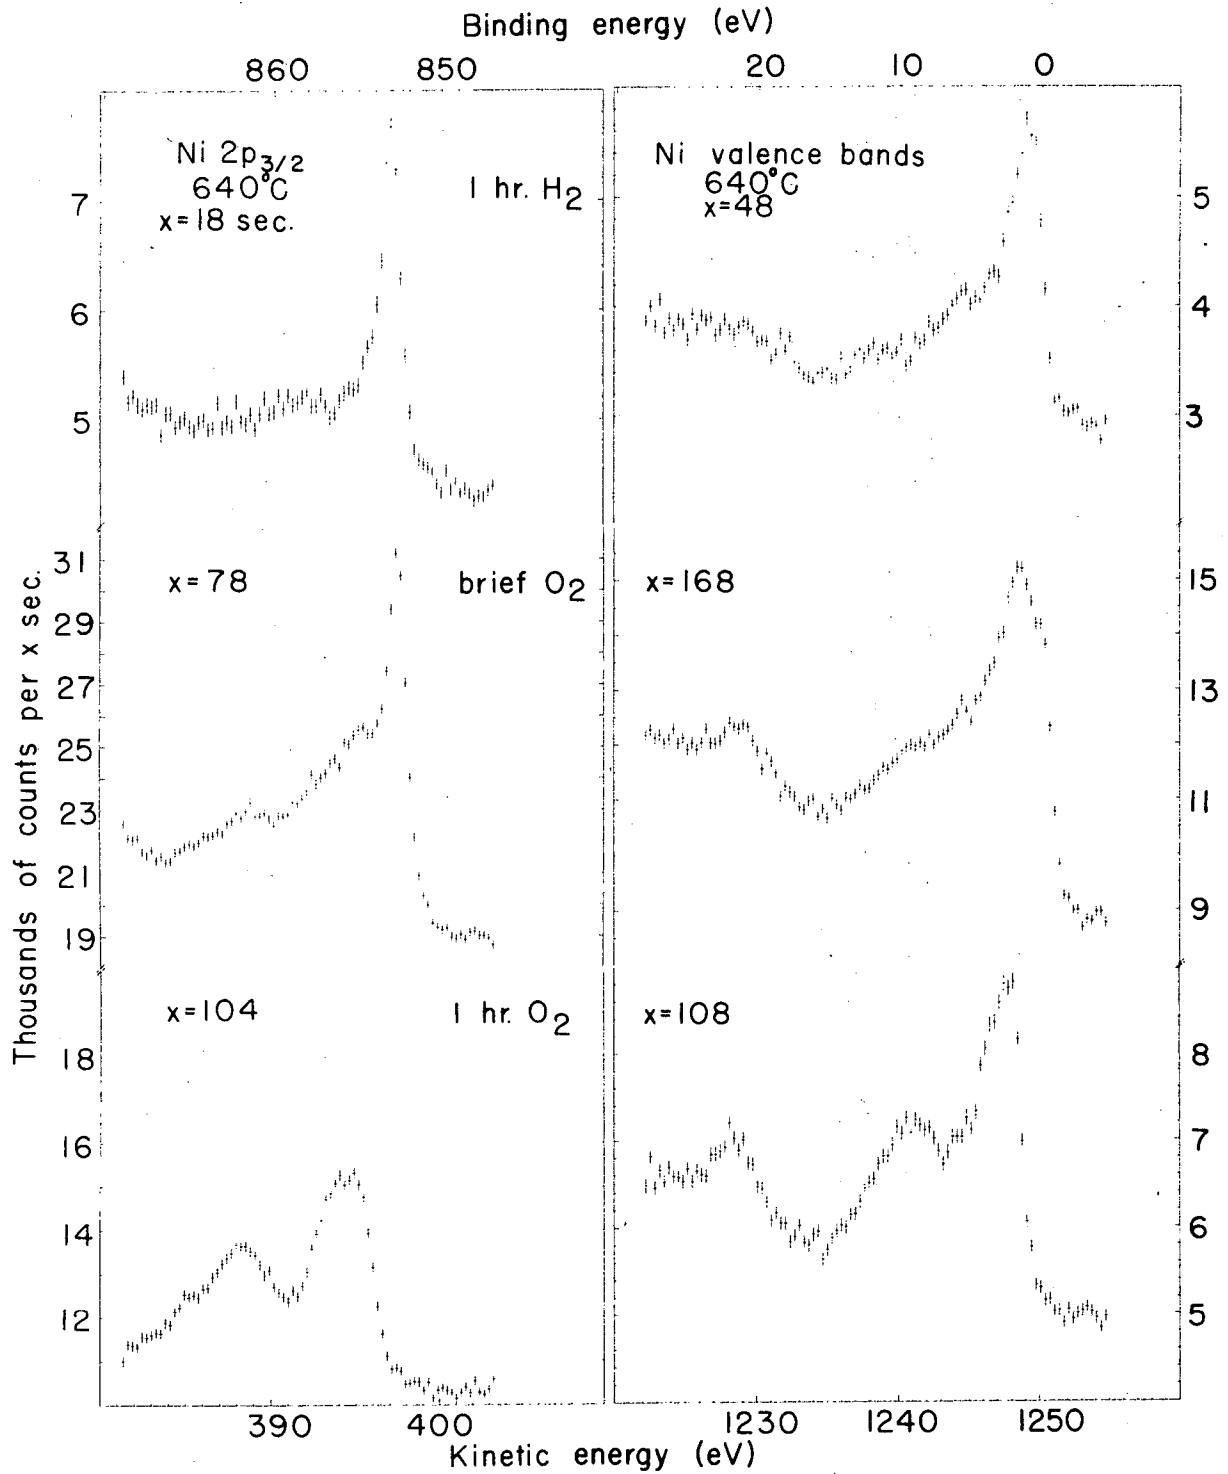 Binding energy (eV)
860 850 20 10 0
Ni 2p3/2
640°C
x=18 sec.
1 hr. H2
Ni valence bands
640°C
x=48
7
6
5
5
4
3
x=78
brief O2
x=168
31
29
27
25
23
21
19
15
13
11
9
x=104
1 hr. O2
x=108
18
16
14
12
8
7
6
5
Thousands of counts per x sec.
390 400 1230 1240 1250
Kinetic energy (eV)